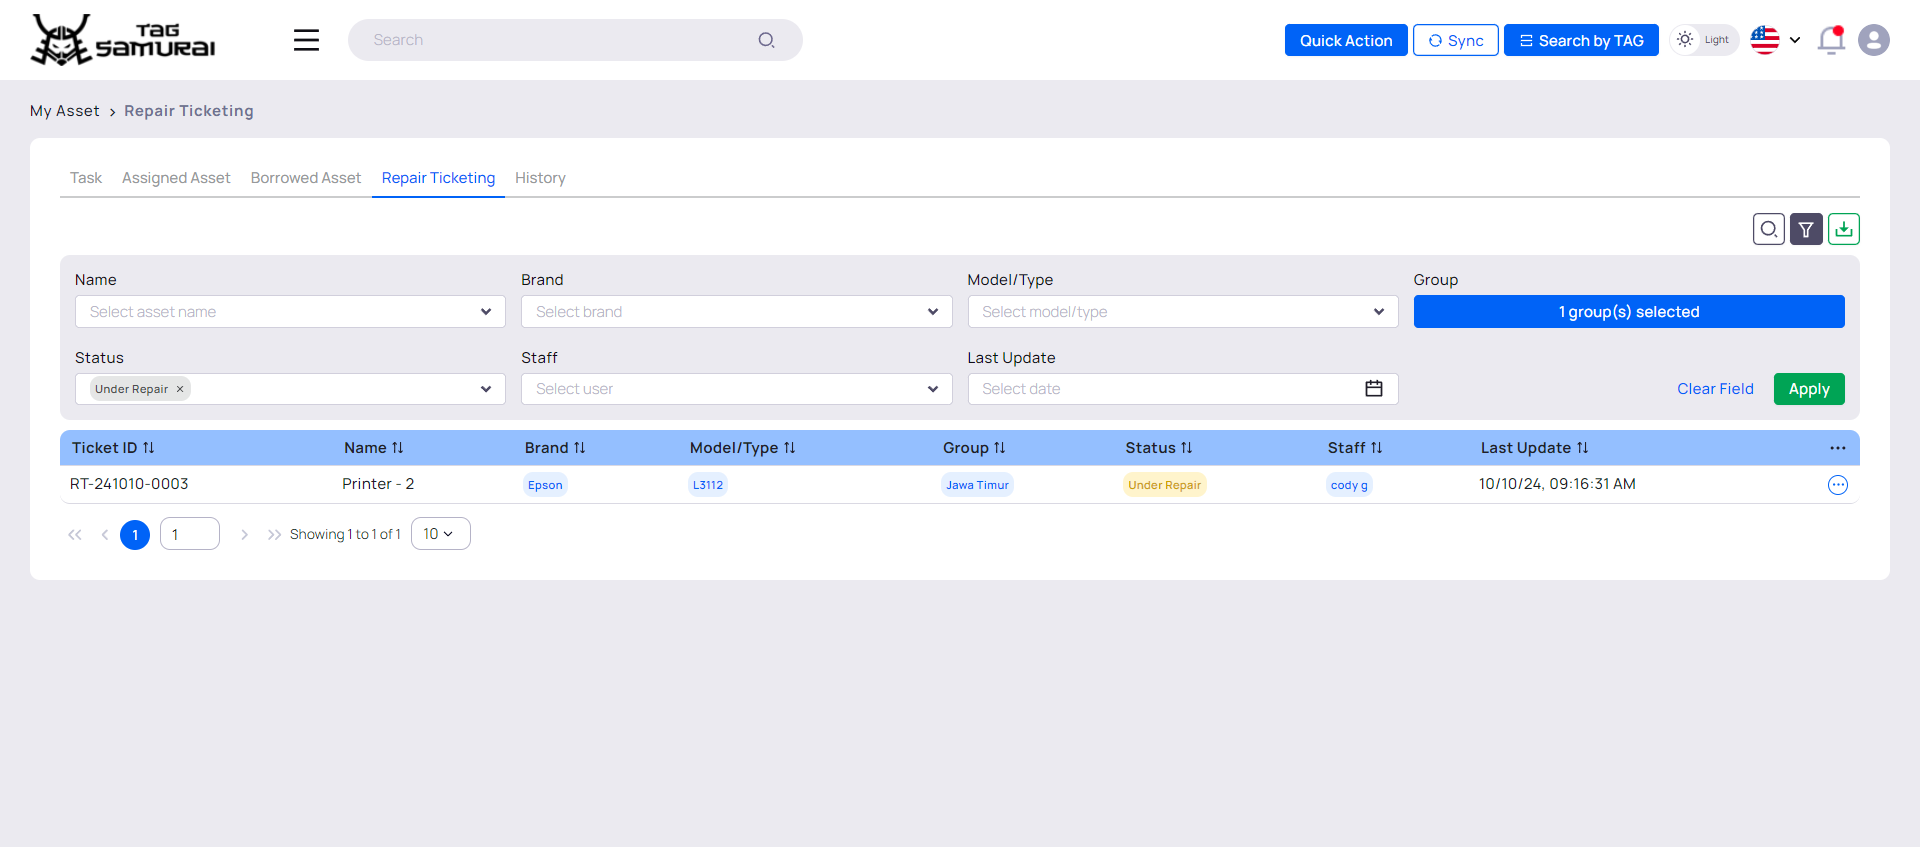 TAG SAMURAI
Search
Quick Action
Sync
Search by TAG
Light
My Asset > Repair Ticketing
Task
Assigned Asset
Borrowed Asset
Repair Ticketing
History
Name
Brand
Model/Type
Group
Select asset name
Select brand
Select model/type
1 group(s) selected
Status
Staff
Last Update
Under Repair ×
Select user
Select date
Clear Field
Apply
Ticket ID
Name
Brand
Model/Type
Group
Status
Staff
Last Update
RT-241010-0003
Printer - 2
Epson
L3112
Jawa Timur
Under Repair
cody g
10/10/24, 09:16:31 AM
1
1
Showing 1 to 1 of 1
10